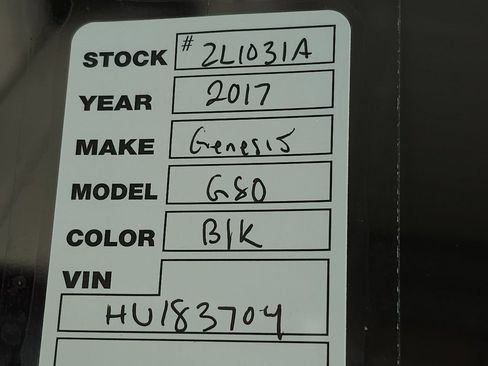 STOCK # 2L1031A
YEAR 2017
MAKE Genesis
MODEL G80
COLOR Blk
VIN
HU183704